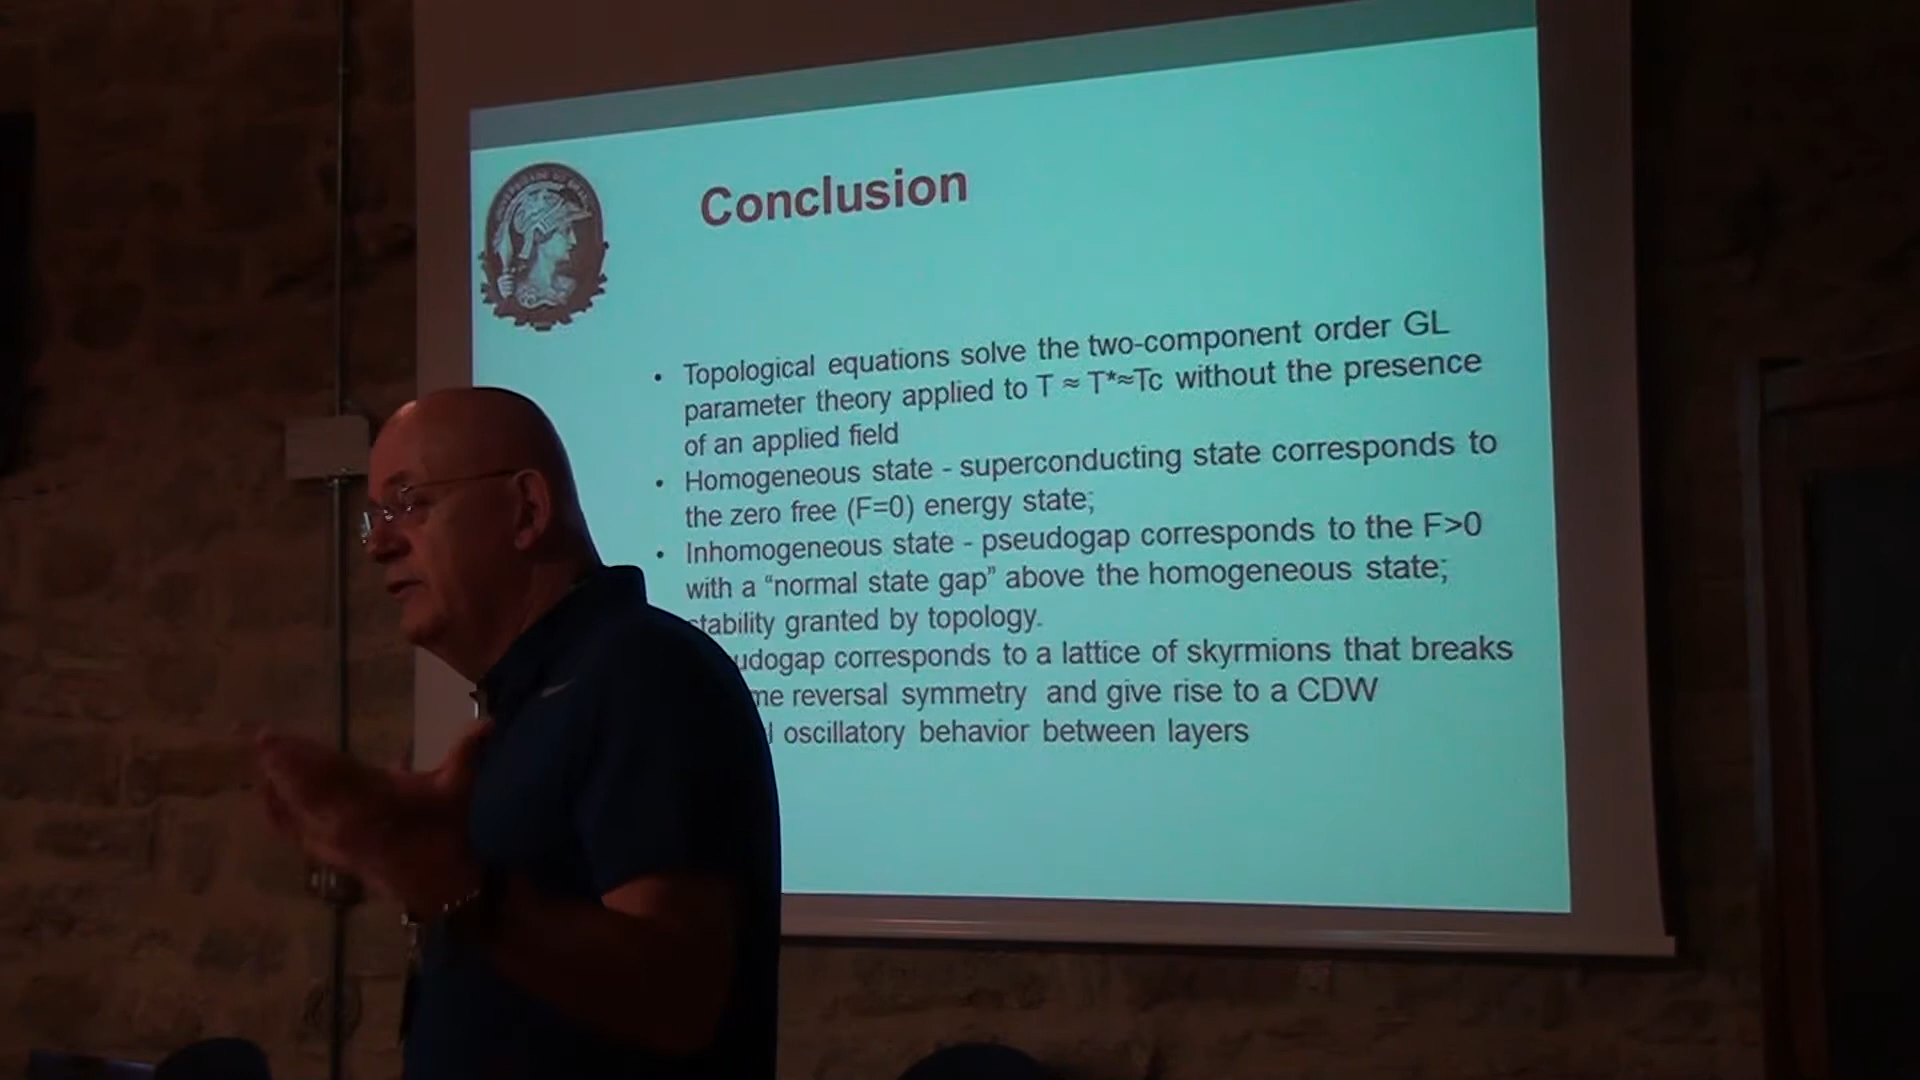 Conclusion
• Topological equations solve the two-component order GL
parameter theory applied to T ≈ T*≈Tc without the presence
of an applied field
• Homogeneous state - superconducting state corresponds to
the zero free (F=0) energy state;
• Inhomogeneous state - pseudogap corresponds to the F>0
with a “normal state gap” above the homogeneous state;
stability granted by topology.
udogap corresponds to a lattice of skyrmions that breaks
me reversal symmetry and give rise to a CDW
l oscillatory behavior between layers